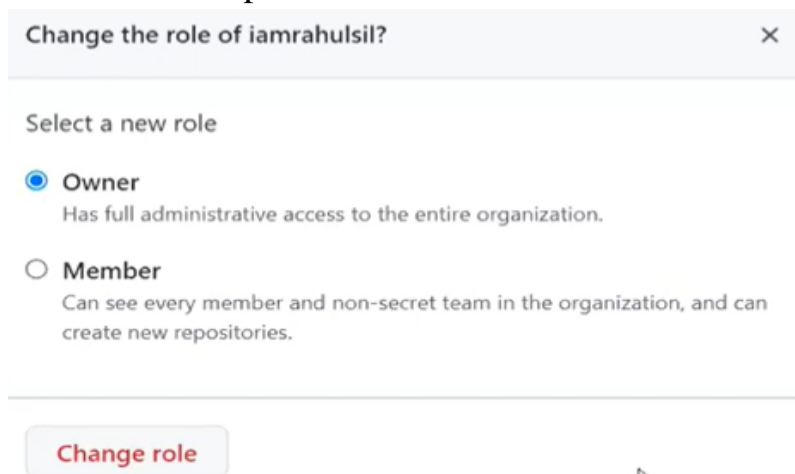 Change the role of iamrahulsil?
Select a new role
Owner
Has full administrative access to the entire organization.
Member
Can see every member and non-secret team in the organization, and can
create new repositories.
Change role